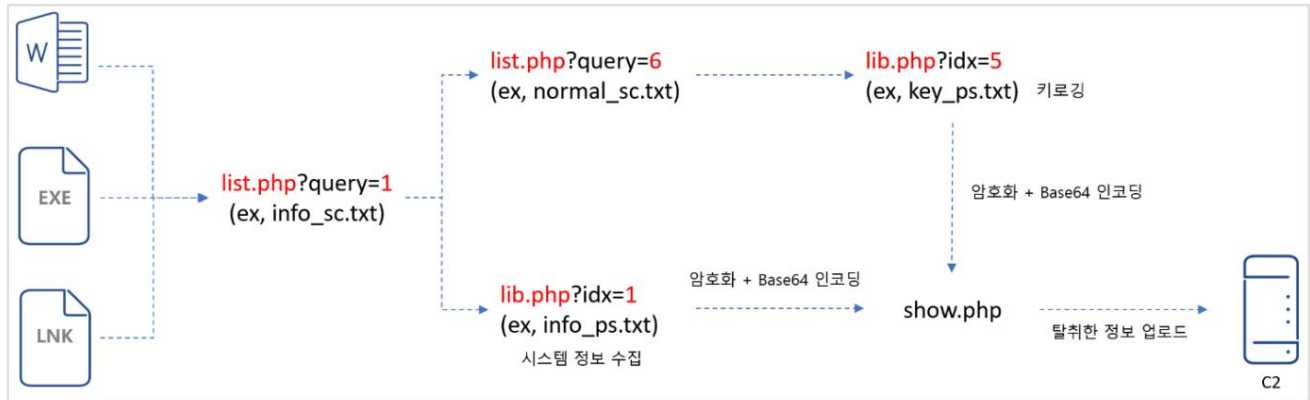 W
EXE
LNK
list.php?query=1
(ex, info_sc.txt)
list.php?query=6
(ex, normal_sc.txt)
lib.php?idx=5
(ex, key_ps.txt) 키로깅
암호화 + Base64 인코딩
lib.php?idx=1
(ex, info_ps.txt)
시스템 정보 수집
암호화 + Base64 인코딩
show.php
탈취한 정보 업로드
C2